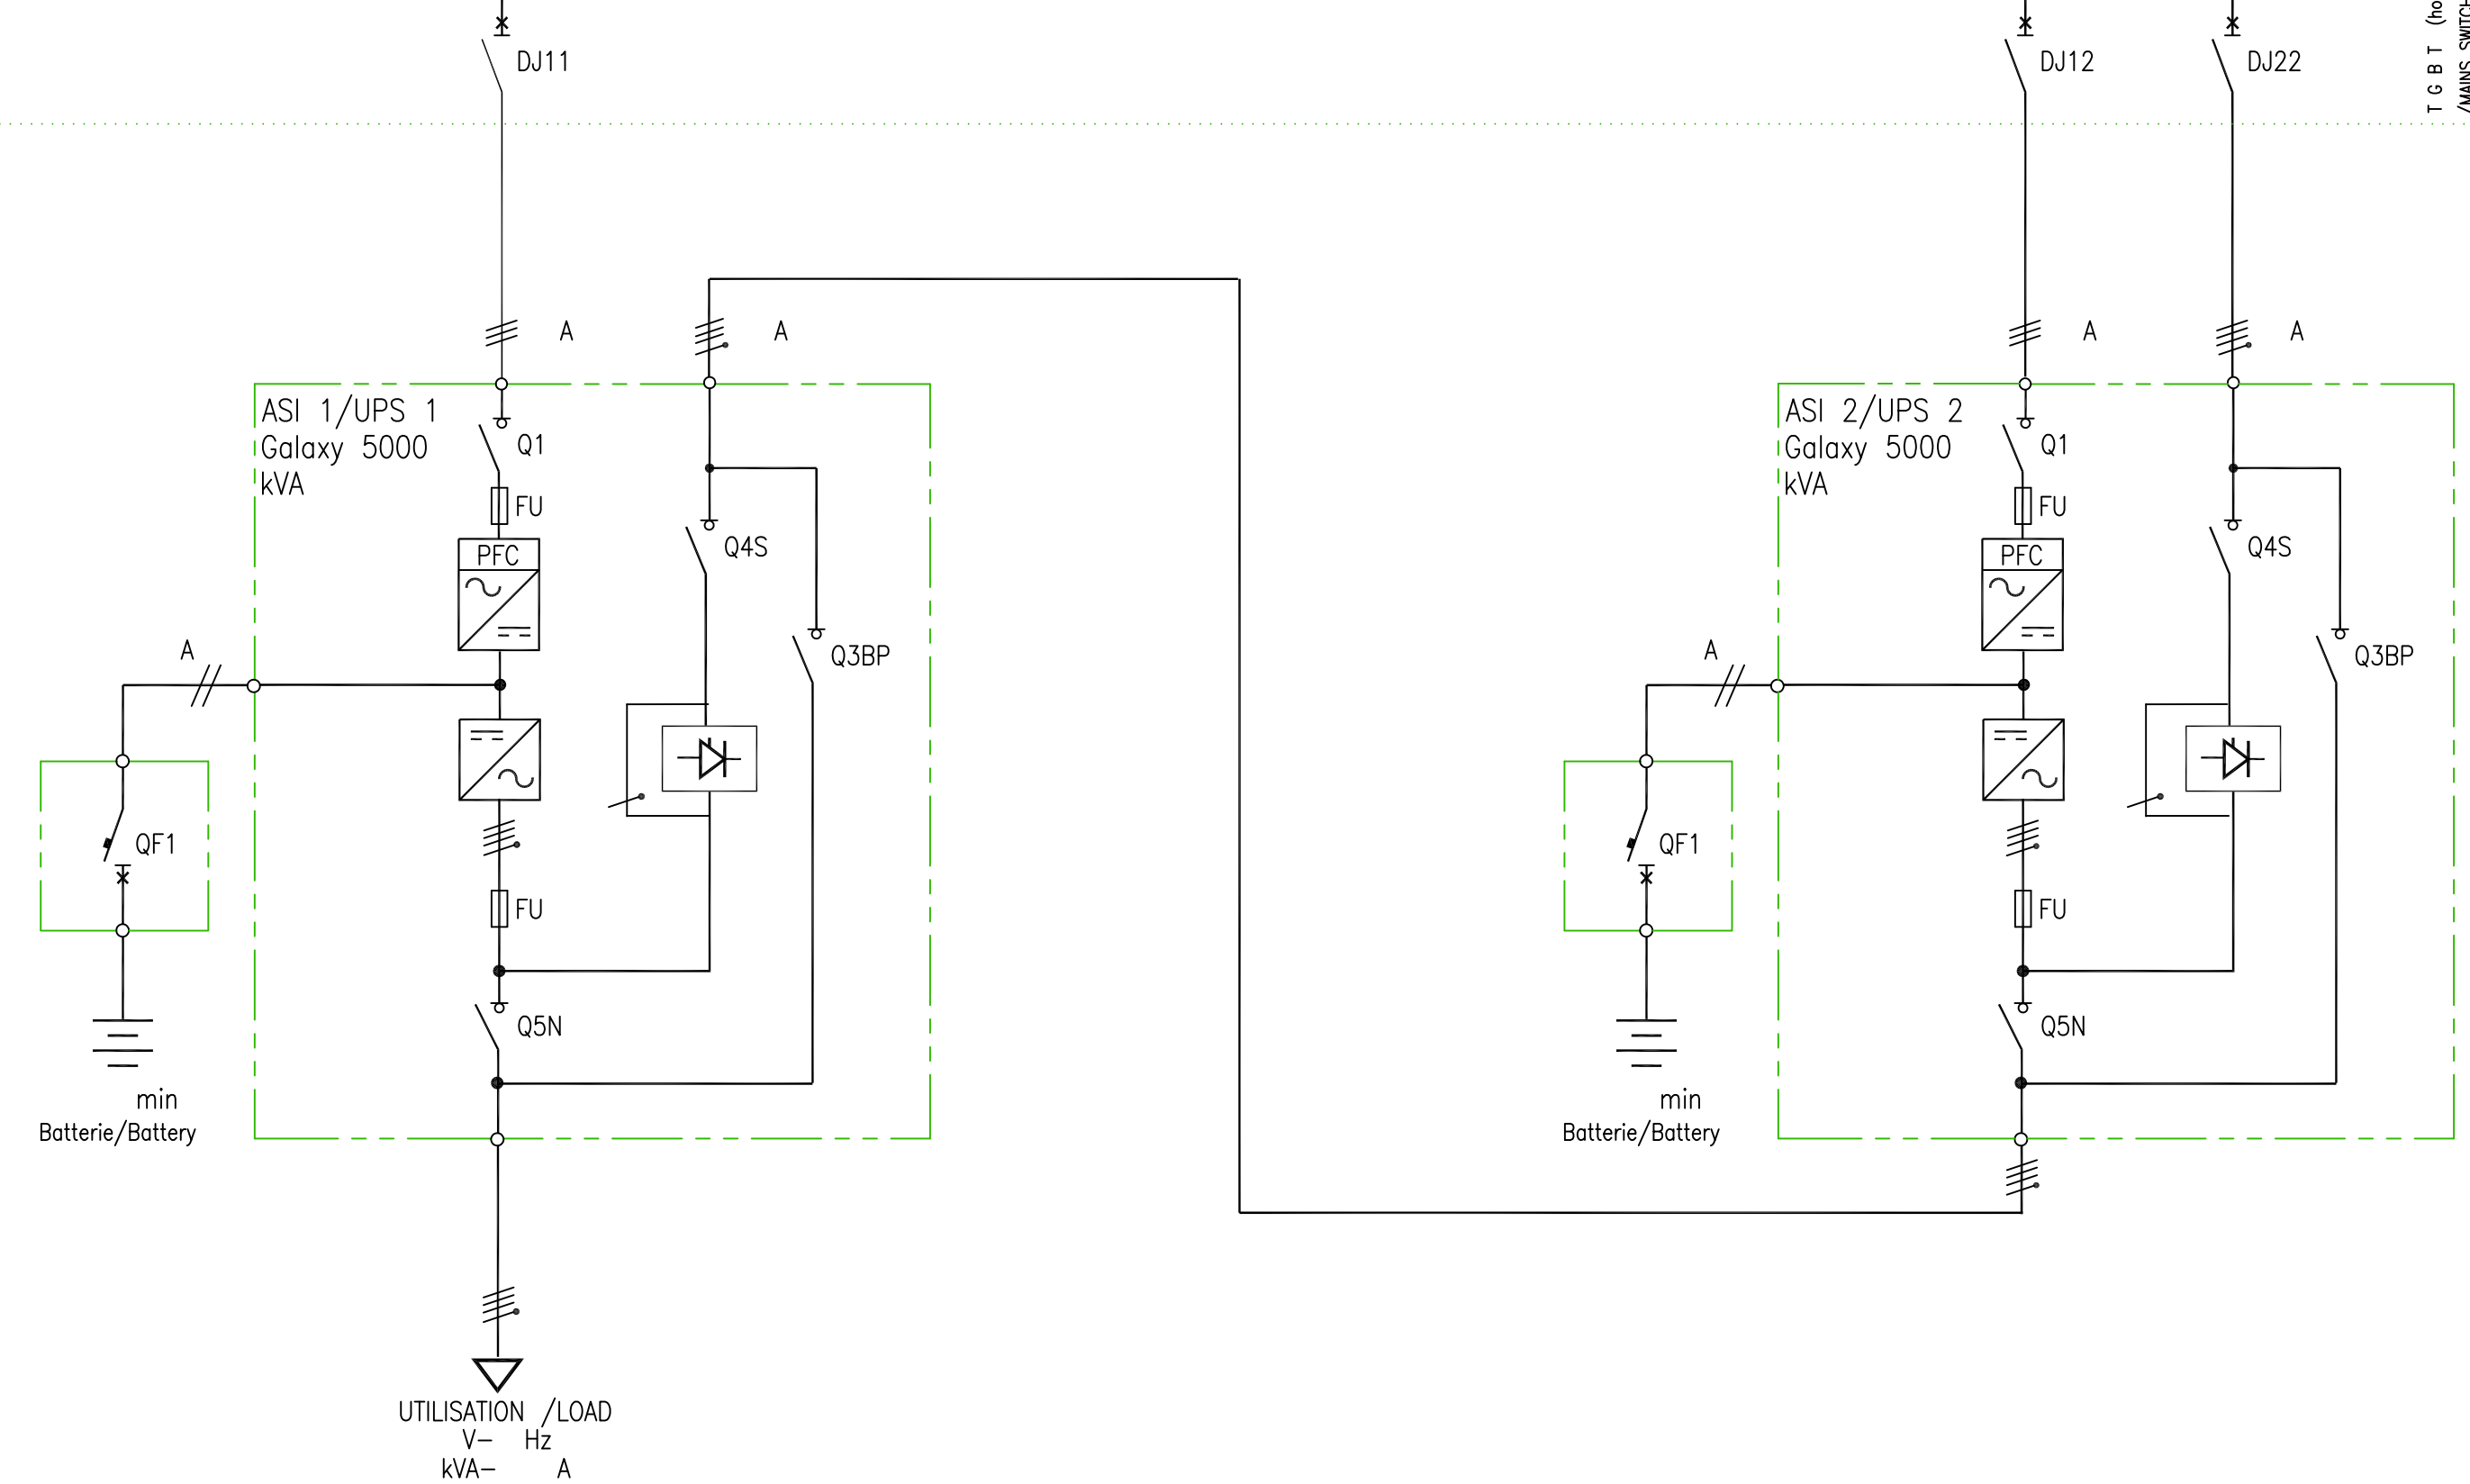 DJ11
DJ12
DJ22
T G B T (ho
/MAINS SWITCH
A
A
A
A
ASI 1/UPS 1
Galaxy 5000
kVA
Q1
FU
PFC
Q4S
Q3BP
A
QF1
FU
Q5N
min
Batterie/Battery
ASI 2/UPS 2
Galaxy 5000
kVA
Q1
FU
PFC
Q4S
Q3BP
A
QF1
FU
Q5N
min
Batterie/Battery
UTILISATION /LOAD
V- Hz
kVA- A